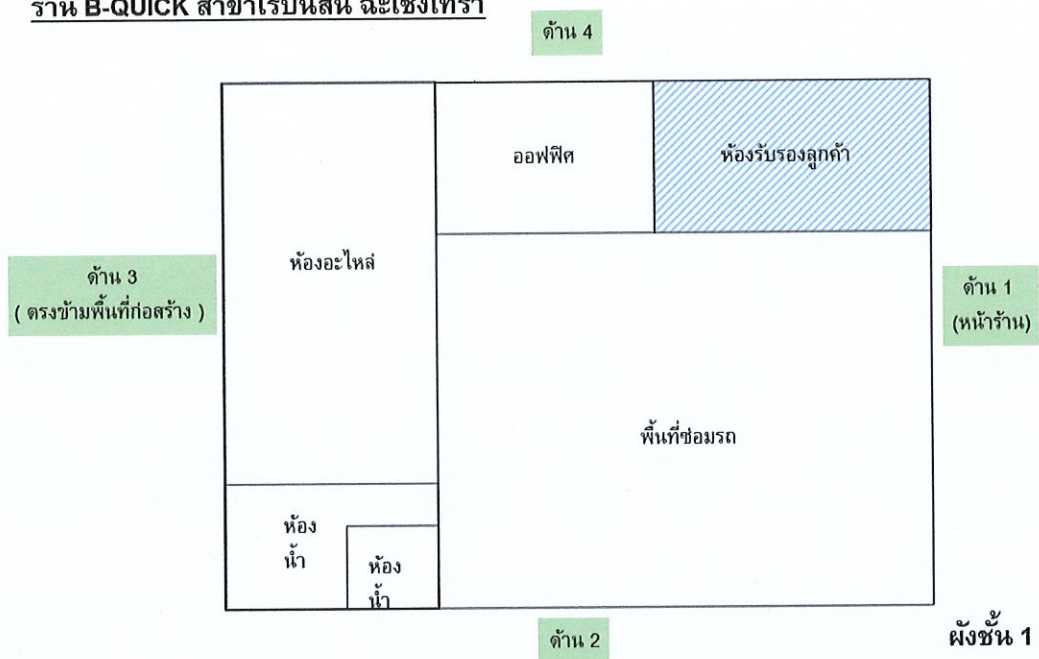 ร้าน B-QUICK สาขาโรบินสัน ฉะเชิงเทรา
ด้าน 4
ออฟฟิศ
ห้องรับรองลูกค้า
ห้องอะไหล่
ด้าน 3
( ตรงข้ามพื้นที่ก่อสร้าง )
ด้าน 1
(หน้าร้าน)
พื้นที่ซ่อมรถ
ห้อง
น้ำ
ห้อง
น้ำ
ด้าน 2
ผังชั้น 1